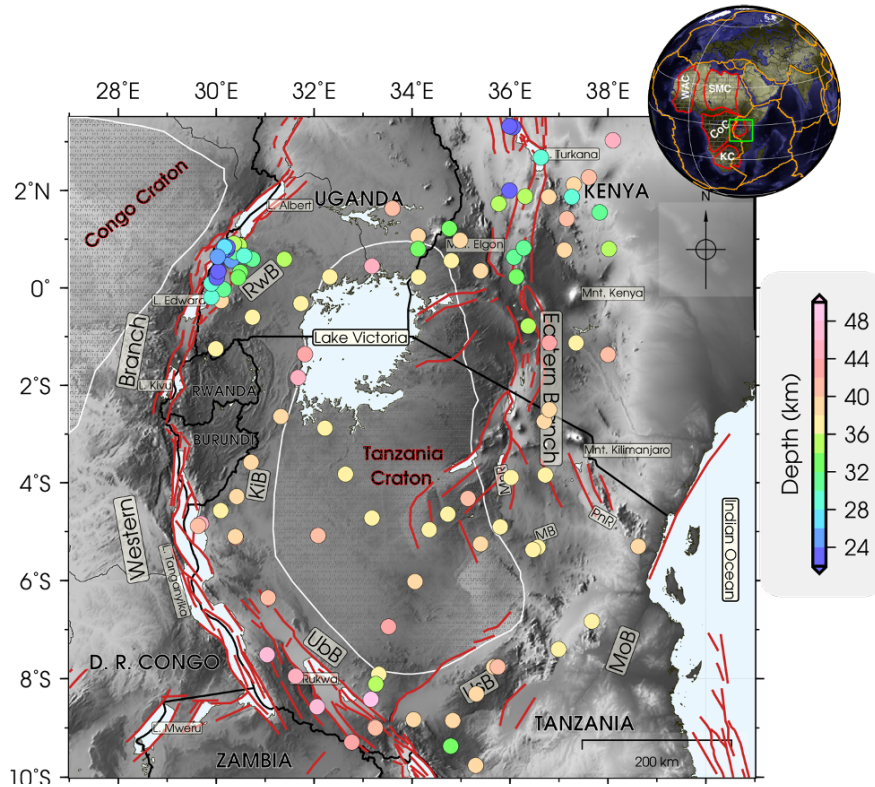 WAC
SMC
CoC
KC
28°E
30°E
32°E
34°E
36°E
38°E
2°N
0°
2°S
4°S
6°S
8°S
10°S
N
Congo Craton
UGANDA
KENYA
L. Albert
L. Turkana
Mt. Elgon
RwB
L. Edward
Mnt. Kenya
Lake Victoria
Branch
L. Kivu
RWANDA
BURUNDI
Eastern Branch
Mnt. Kilimanjaro
Tanzania
Craton
KiB
PnR
Indian Ocean
Western
MB
L. Tanganyika
UbB
MoB
D. R. CONGO
Rukwa
UsB
L. Mweru
ZAMBIA
TANZANIA
200 km
Depth (km)
48
44
40
36
32
28
24